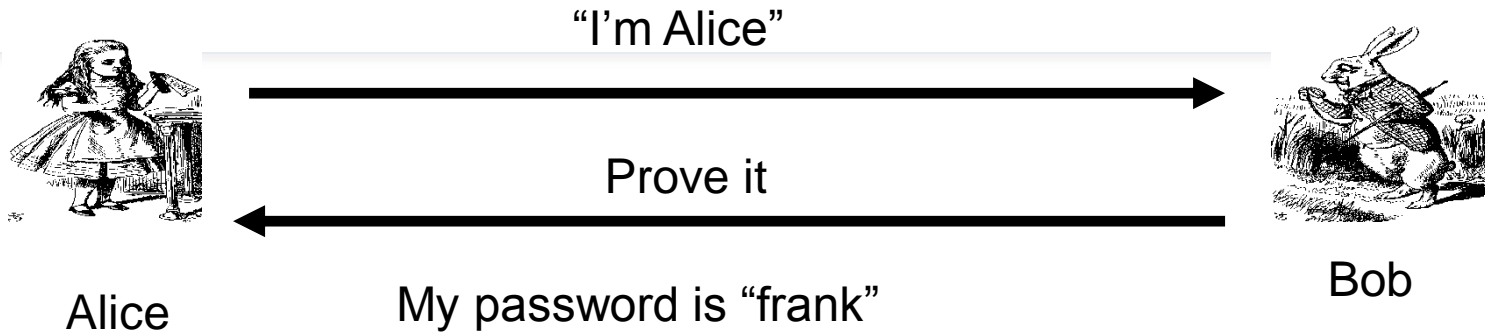 “I’m Alice”
Prove it
My password is “frank”
Alice
Bob